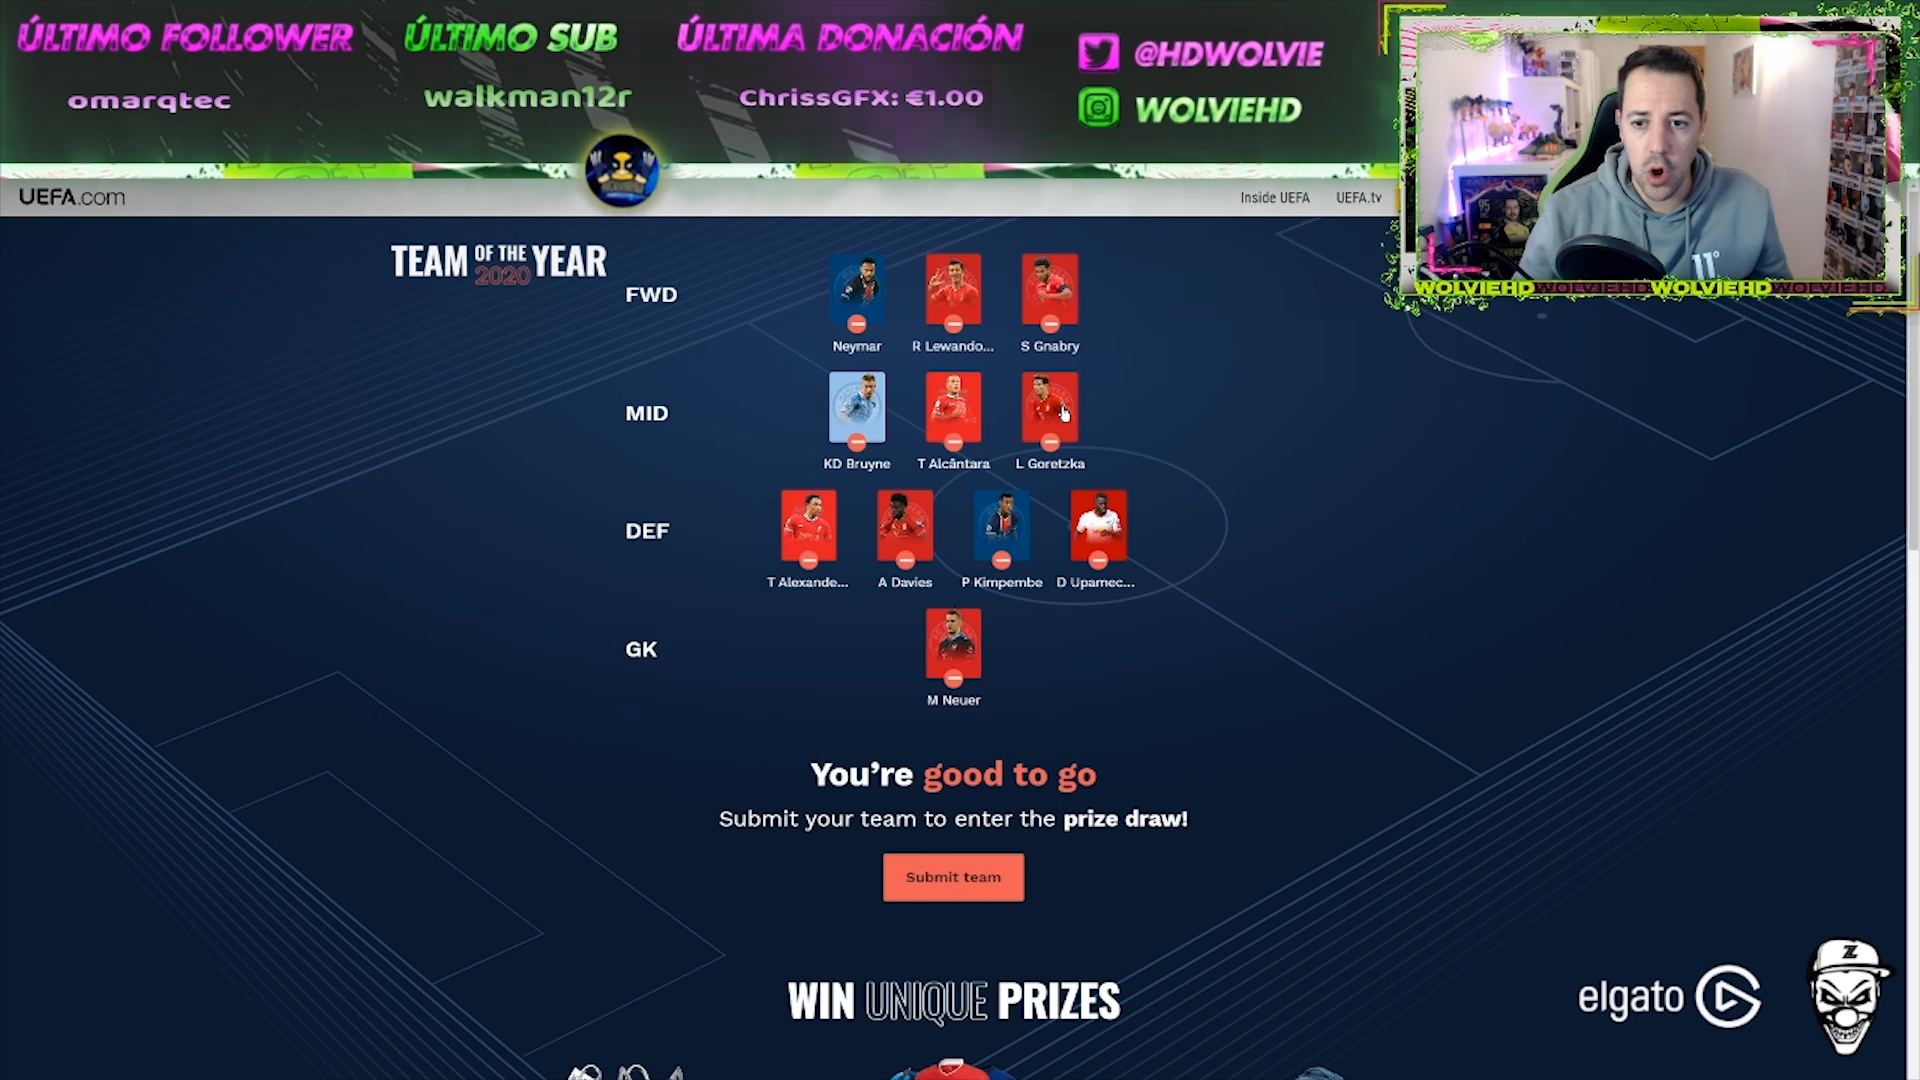 ÚLTIMO FOLLOWER
omarqtec
ÚLTIMO SUB
walkman12r
ÚLTIMA DONACIÓN
ChrissGFX: €1.00
@HDWOLVIE
WOLVIEHD
UEFA.com
Inside UEFA
UEFA.tv
95
11°
WOLVIEHD WOLVIEHD WOLVIEHD WOLVIEHD
TEAM OF THE YEAR
2020
FWD
Neymar
R Lewando...
S Gnabry
MID
KD Bruyne
T Alcântara
L Goretzka
DEF
T Alexande...
A Davies
P Kimpembe
D Upamec...
GK
M Neuer
You're good to go
Submit your team to enter the prize draw!
Submit team
WIN UNIQUE PRIZES
elgato
Z